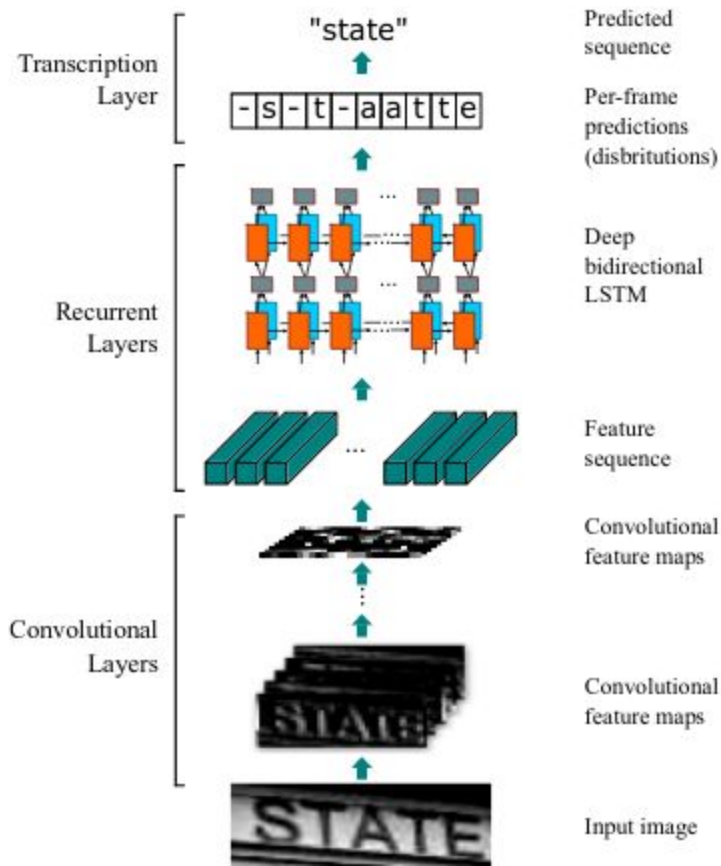 "state"
Predicted
sequence
Transcription
Layer
- s - t - a a t t e
Per-frame
predictions
(disbritutions)
Recurrent
Layers
Deep
bidirectional
LSTM
...
Feature
sequence
Convolutional
Layers
Convolutional
feature maps
STATE
Convolutional
feature maps
STATE
Input image